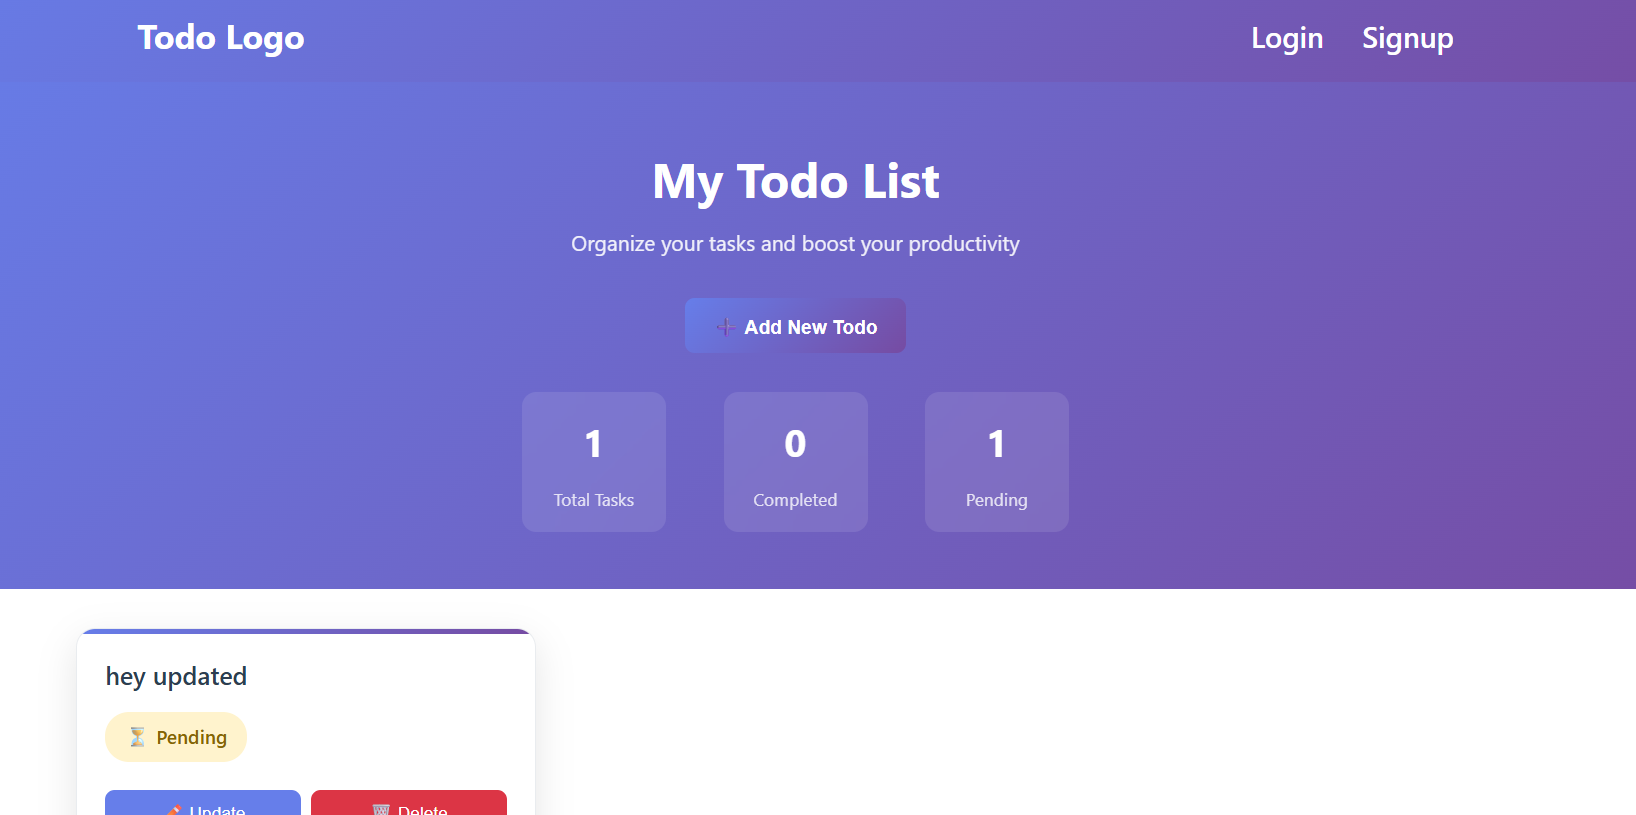 Todo Logo
Login Signup
My Todo List
Organize your tasks and boost your productivity
➕ Add New Todo
1 0 1
Total Tasks Completed Pending
hey updated
⏳ Pending
Update Delete